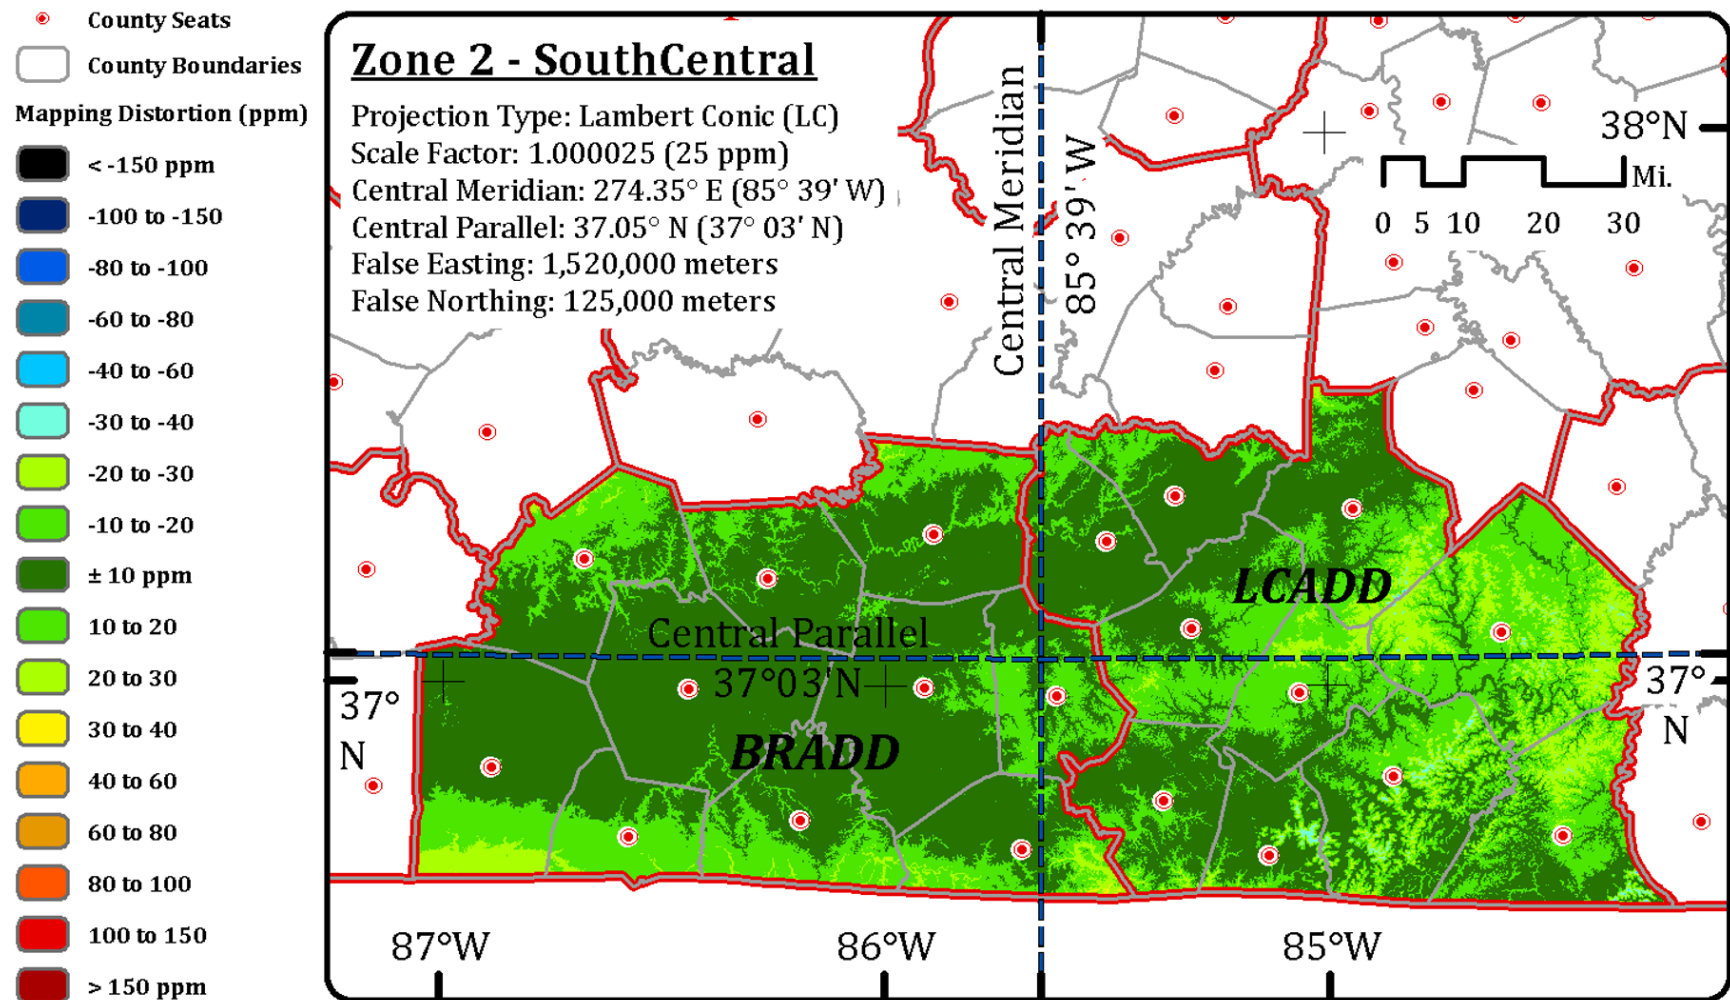 County Seats
County Boundaries
Mapping Distortion (ppm)
< -150 ppm
-100 to -150
-80 to -100
-60 to -80
-40 to -60
-30 to -40
-20 to -30
-10 to -20
± 10 ppm
10 to 20
20 to 30
30 to 40
40 to 60
60 to 80
80 to 100
100 to 150
> 150 ppm
Zone 2 - SouthCentral
Projection Type: Lambert Conic (LC)
Scale Factor: 1.000025 (25 ppm)
Central Meridian: 274.35° E (85° 39' W)
Central Parallel: 37.05° N (37° 03' N)
False Easting: 1,520,000 meters
False Northing: 125,000 meters
Central Meridian
85° 39' W
38°N
Mi.
0 5 10 20 30
LCADD
Central Parallel
37°03'N
BRADD
37°
N
37°
N
87°W
86°W
85°W